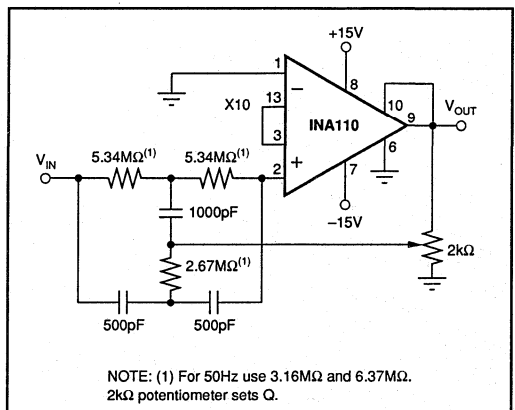 +15V
1
8
13
X10
−
INA110
10
9
VOUT
3
6
VIN
5.34MΩ(1)
5.34MΩ(1)
2
+
7
1000pF
−15V
2.67MΩ(1)
2kΩ
500pF
500pF
NOTE: (1) For 50Hz use 3.16MΩ and 6.37MΩ.
2kΩ potentiometer sets Q.